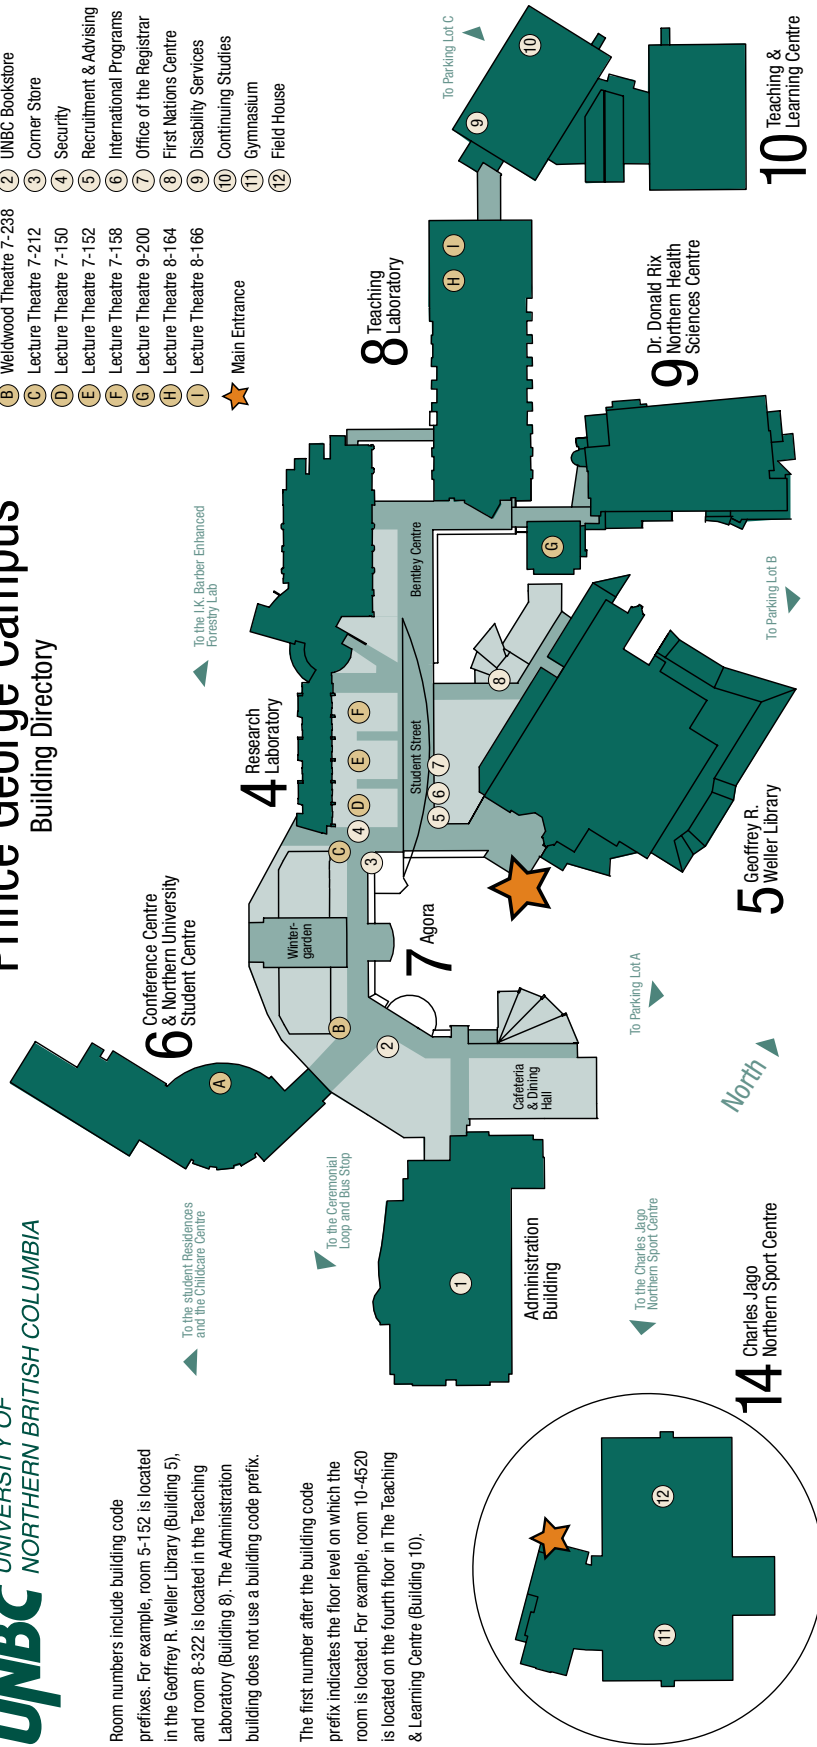 UNBC
UNIVERSITY OF
NORTHERN BRITISH COLUMBIA
Prince George Campus
Building Directory
B Weldwood Theatre 7-238
C Lecture Theatre 7-212
D Lecture Theatre 7-150
E Lecture Theatre 7-152
F Lecture Theatre 7-158
G Lecture Theatre 9-200
H Lecture Theatre 8-164
I Lecture Theatre 8-166
Main Entrance
2 UNBC Bookstore
3 Corner Store
4 Security
5 Recruitment & Advising
6 International Programs
7 Office of the Registrar
8 First Nations Centre
9 Disability Services
10 Continuing Studies
11 Gymnasium
12 Field House
Room numbers include building code
prefixes. For example, room 5-152 is located
in the Geoffrey R. Weller Library (Building 5),
and room 8-322 is located in the Teaching
Laboratory (Building 8). The Administration
building does not use a building code prefix.
The first number after the building code
prefix indicates the floor level on which the
room is located. For example, room 10-4520
is located on the fourth floor in The Teaching
& Learning Centre (Building 10).
To the student Residences
and the Childcare Centre
To the Ceremonial
Loop and Bus Stop
6 Conference Centre
& Northern University
Student Centre
A
To the I.K. Barber Enhanced
Forestry Lab
4 Research
Laboratory
8 Teaching
Laboratory
To Parking Lot C
10
9
10 Teaching &
Learning Centre
H
I
9 Dr. Donald Rix
Northern Health
Sciences Centre
G
Bentley Centre
Student Street
Winter-
garden
B
C
D
E
F
2
3
4
5
6
7
8
7 Agora
Cafeteria
& Dining
Hall
1
Administration
Building
5 Geoffrey R.
Weller Library
To Parking Lot A
To Parking Lot B
North
To the Charles Jago
Northern Sport Centre
14 Charles Jago
Northern Sport Centre
11
12